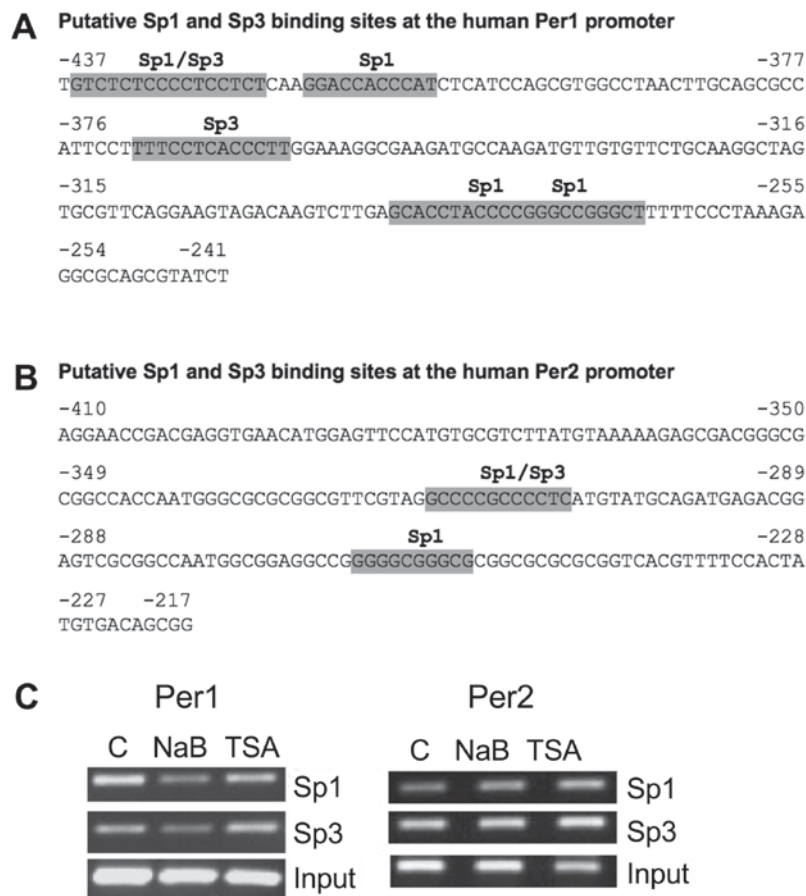 A Putative Sp1 and Sp3 binding sites at the human Per1 promoter
-437 Sp1/Sp3 Sp1 -377
TGTCTCTCCCCTCCTCTCAAGGACCACCCATCTCATCCAGCGTGGCCTAACTTGCAGCGCC
-376 Sp3 -316
ATTCCTTTTCCTCACCCTTGGAAAGGCGAAGATGCCAAGATGTTGTGTTCTGCAAGGCTAG
-315 Sp1 Sp1 -255
TGCGTTCAGGAAGTAGACAAGTCTTGAGCACCTACCCCGGGCCGGGCTTTTTCCCTAAAGA
-254 -241
GGCGCAGCGTATCT
B Putative Sp1 and Sp3 binding sites at the human Per2 promoter
-410 -350
AGGAACCGACGAGGTGAACATGGAGTTCCATGTGCGTCTTATGTAAAAAGAGCGACGGGCG
-349 Sp1/Sp3 -289
CGGCCACCAATGGGCGCGCGGCGTTCGTAGGCCCCGCCCCTCATGTATGCAGATGAGACGG
-288 Sp1 -228
AGTCGCGGCCAATGGCGGAGGCCGGGGGCGGGCGCGGCGCGCGCGGTCACGTTTTTCCACTA
-227 -217
TGTGACAGCGG
C Per1 Per2
C NaB TSA C NaB TSA
Sp1 Sp1
Sp3 Sp3
Input Input